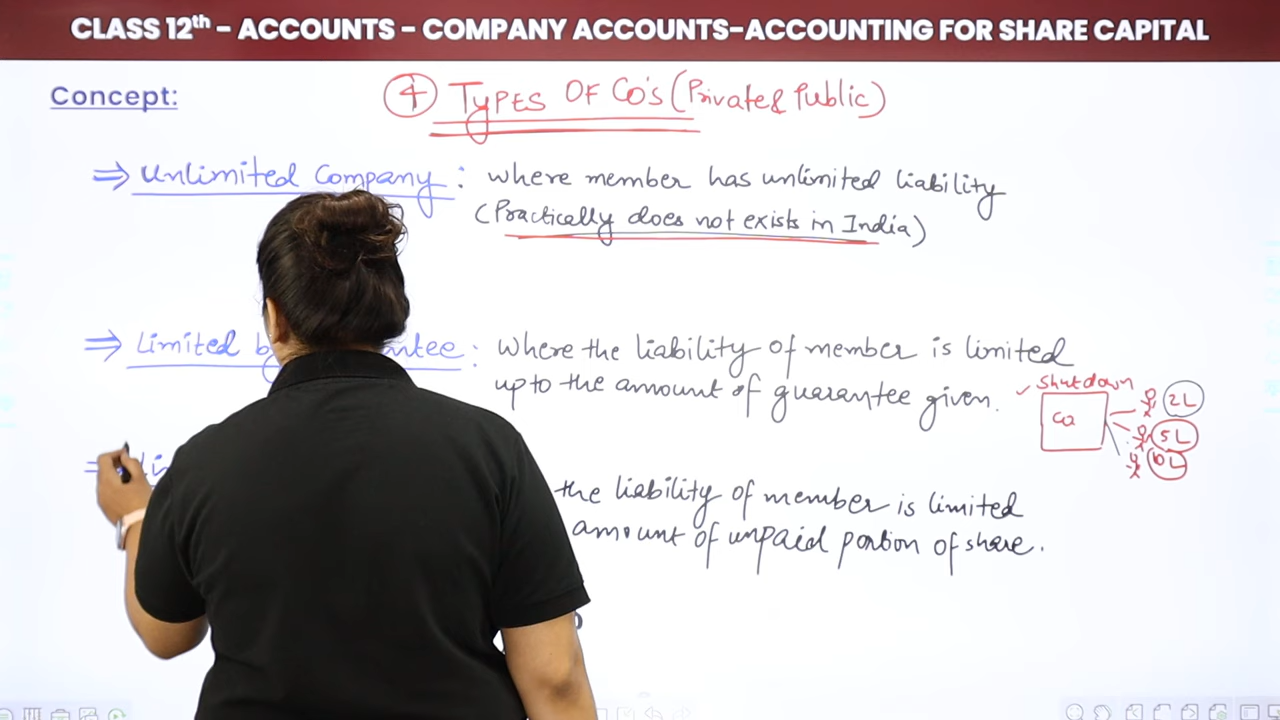 CLASS 12th – ACCOUNTS – COMPANY ACCOUNTS–ACCOUNTING FOR SHARE CAPITAL
Concept:
4 TYPES OF CO'S (Private & Public)
⇒ Unlimited Company : where member has unlimited liability
(Practically does not exists in India)
⇒ Limited by : where the liability of member is limited
upto the amount of guarantee given.
✓ Shutdown
Co
2L
5L
10L
the liability of member is limited
amount of unpaid portion of share.